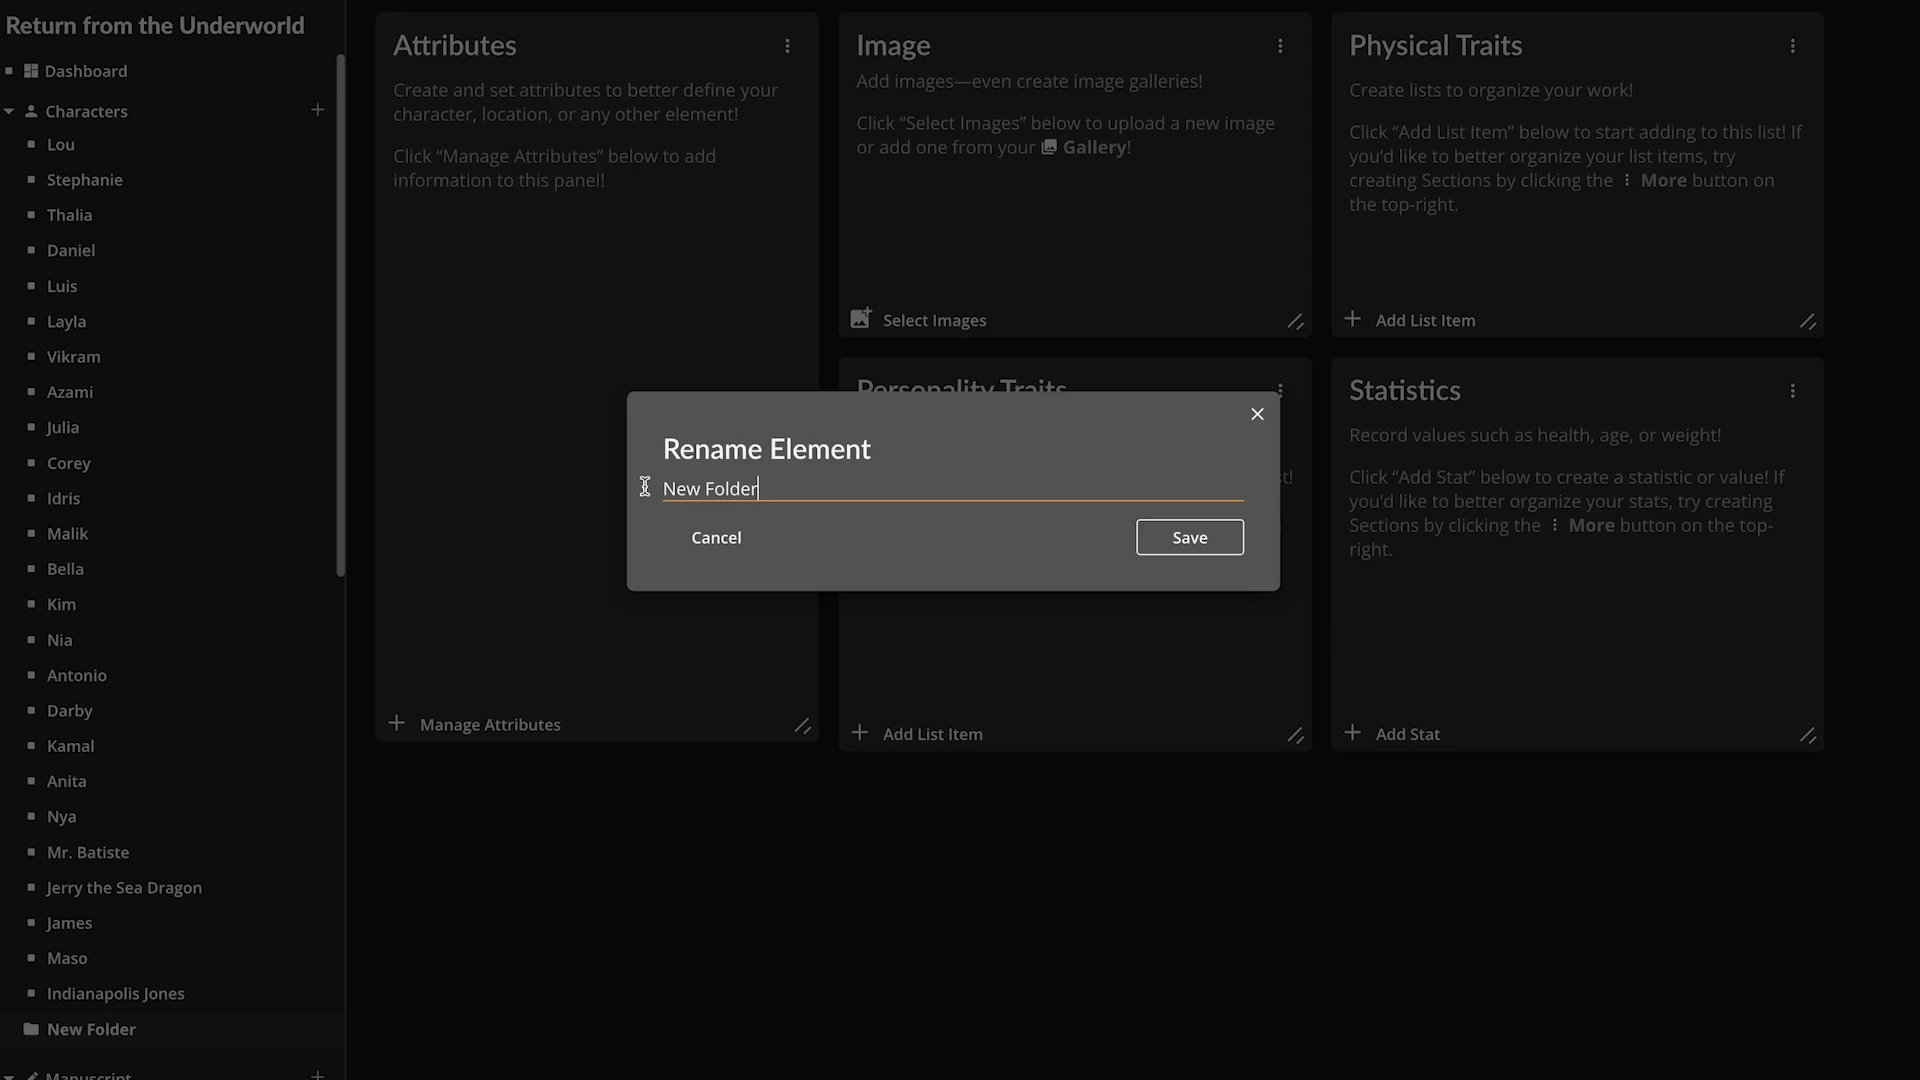 Return from the Underworld
Dashboard
Characters
Lou
Stephanie
Thalia
Daniel
Luis
Layla
Vikram
Azami
Julia
Corey
Idris
Malik
Bella
Kim
Nia
Antonio
Darby
Kamal
Anita
Nya
Mr. Batiste
Jerry the Sea Dragon
James
Maso
Indianapolis Jones
New Folder
Manuscript
Attributes
Create and set attributes to better define your
character, location, or any other element!
Click “Manage Attributes” below to add
information to this panel!
Manage Attributes
Image
Add images—even create image galleries!
Click “Select Images” below to upload a new image
or add one from your Gallery!
Select Images
Physical Traits
Create lists to organize your work!
Click “Add List Item” below to start adding to this list! If
you’d like to better organize your list items, try
creating Sections by clicking the More button on
the top-right.
Add List Item
Personality Traits
Add List Item
Statistics
Record values such as health, age, or weight!
Click “Add Stat” below to create a statistic or value! If
you’d like to better organize your stats, try creating
Sections by clicking the More button on the top-
right.
Add Stat
Rename Element
New Folder
Cancel
Save